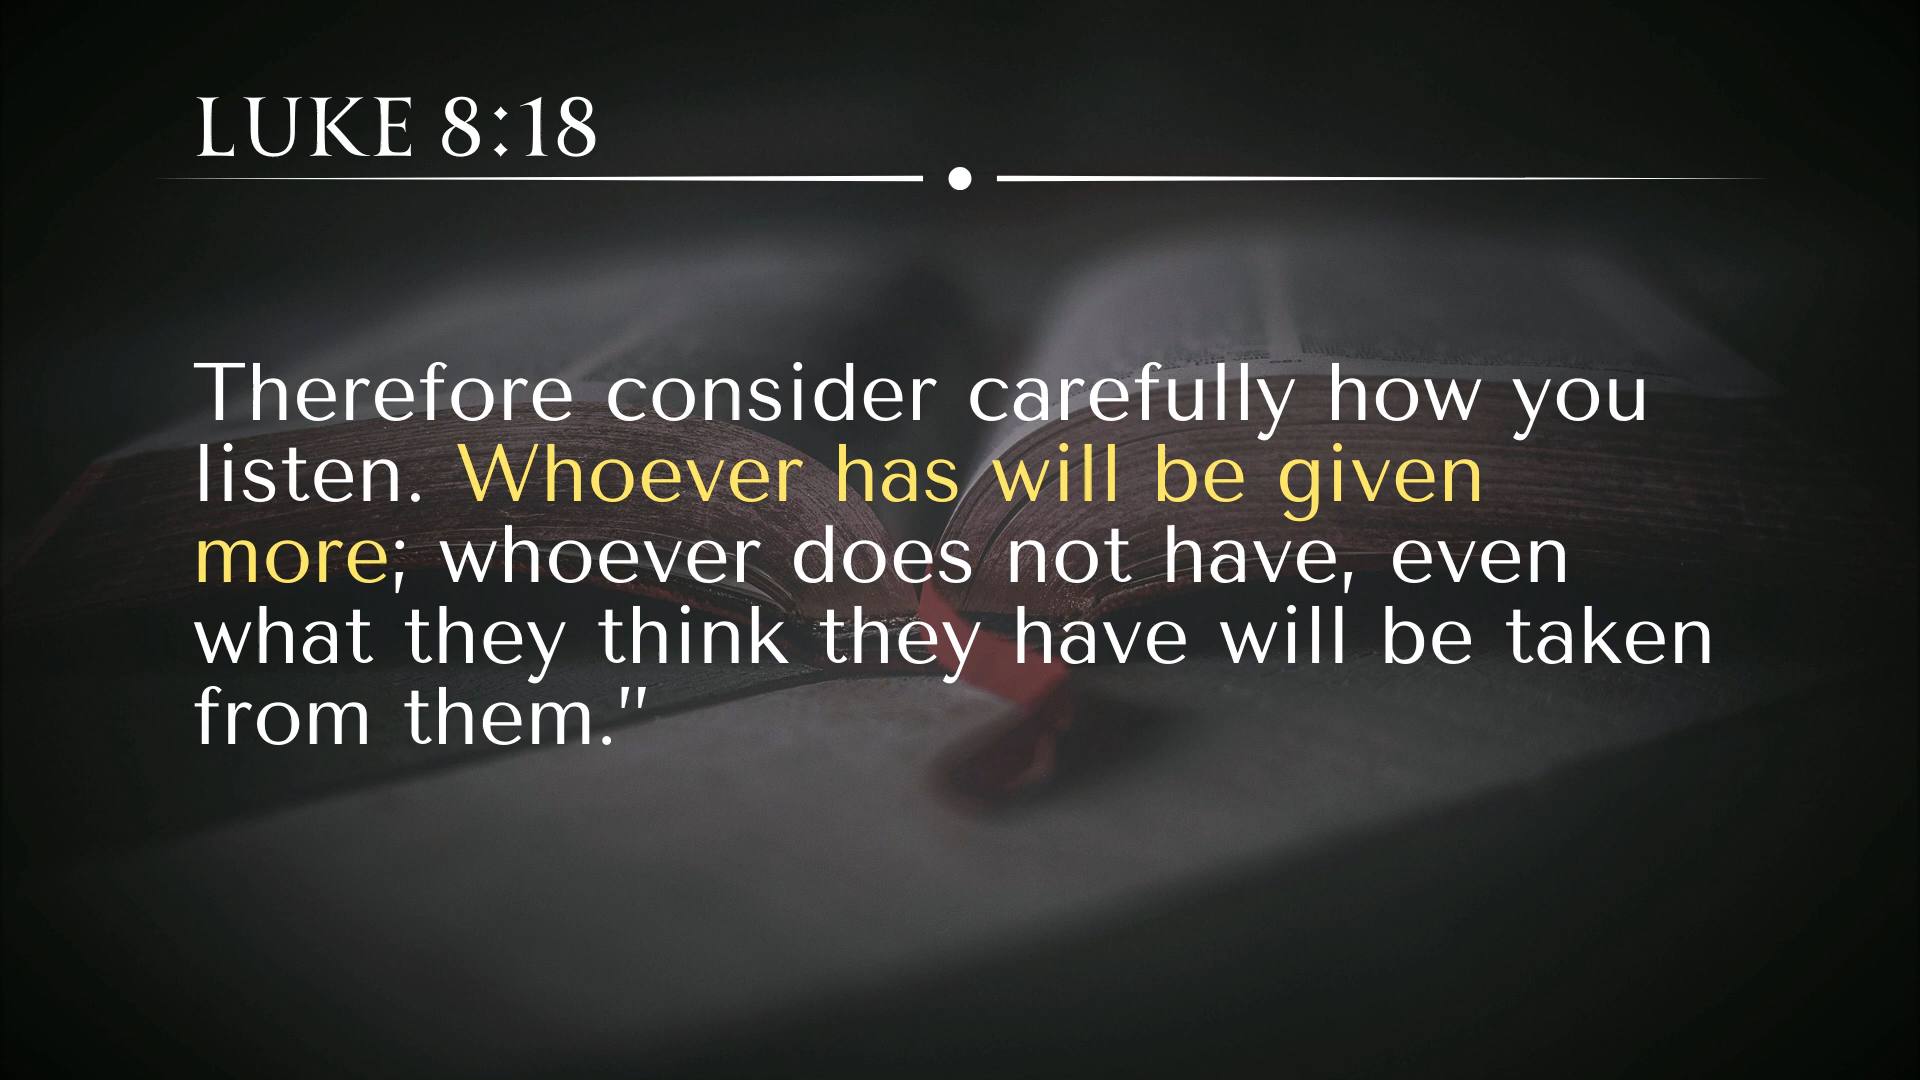 LUKE 8:18
Therefore consider carefully how you
listen. Whoever has will be given
more; whoever does not have, even
what they think they have will be taken
from them.”